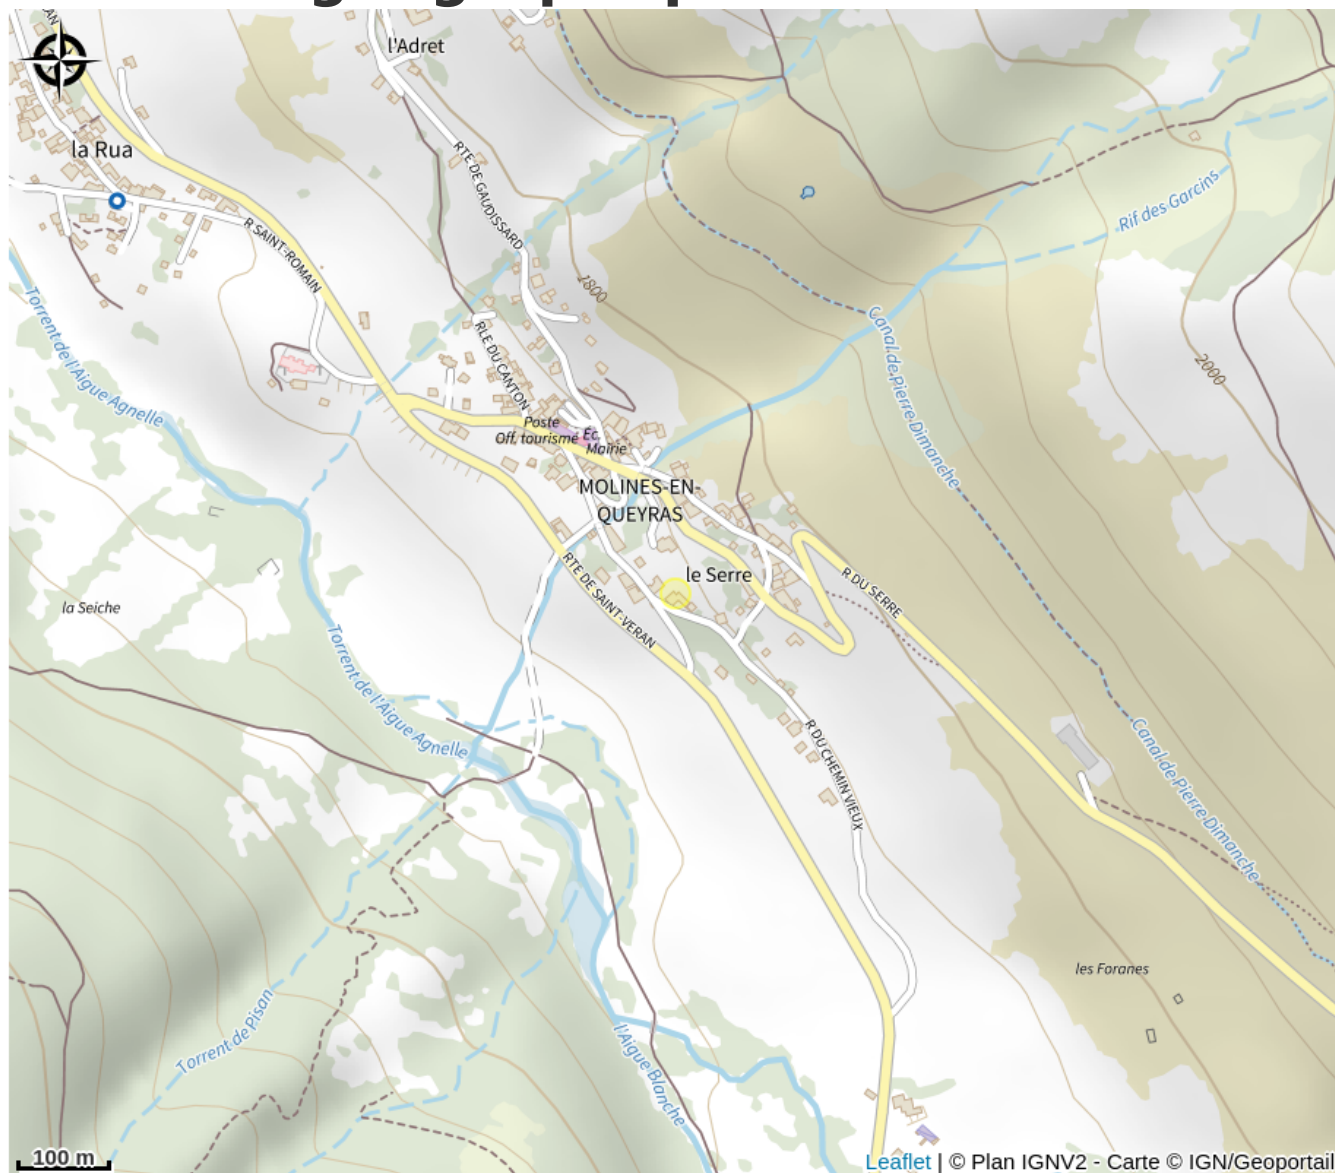 l'Adret
la Rua
RTE DE GAUDISSARD
R SAINT-ROMAIN
Rif des Garcins
1800
Torrent de l'Aigue Agnelle
RLE DU CANTON
Canal de Pierre Dimanche
2000
Poste
Off. tourisme
Éc.
Mairie
MOLINES-EN-
QUEYRAS
le Serre
R DU SERRE
RTE DE SAINT-VERAN
la Seiche
Torrent de l'Aigue Agnelle
R DU CHEMIN VIEUX
Canal de Pierre Dimanche
les Foranes
Torrent de Pisan
l'Aigue Blanche
100 m
Leaflet | © Plan IGNV2 - Carte © IGN/Geoportail